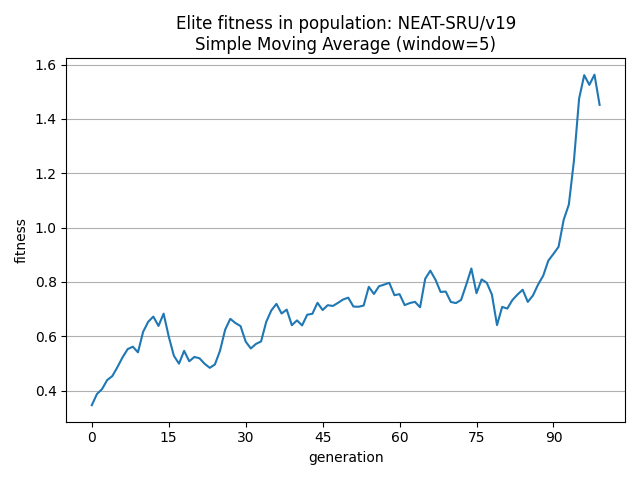 Elite fitness in population: NEAT-SRU/v19
Simple Moving Average (window=5)
fitness
1.6
1.4
1.2
1.0
0.8
0.6
0.4
0 15 30 45 60 75 90
generation